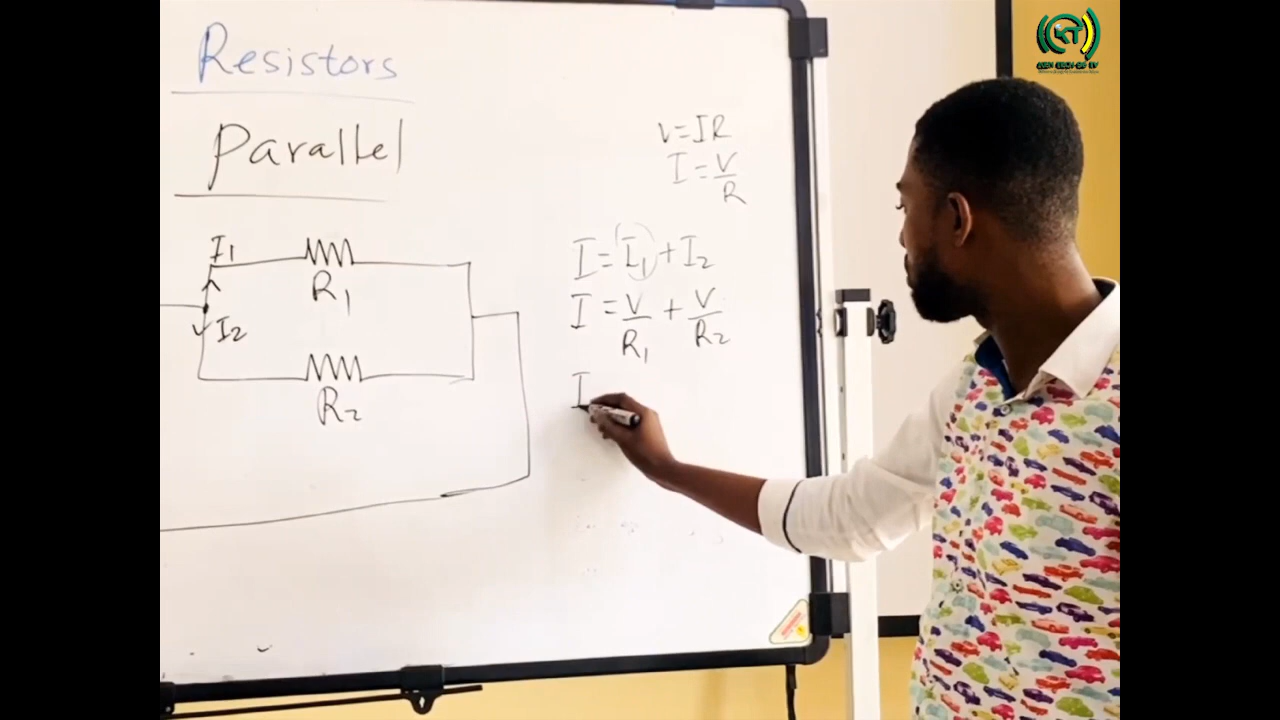 Resistors
Parallel
V=IR
I=V/R
I1
R1
I2
R2
I=I1+I2
I=V/R1+V/R2
I